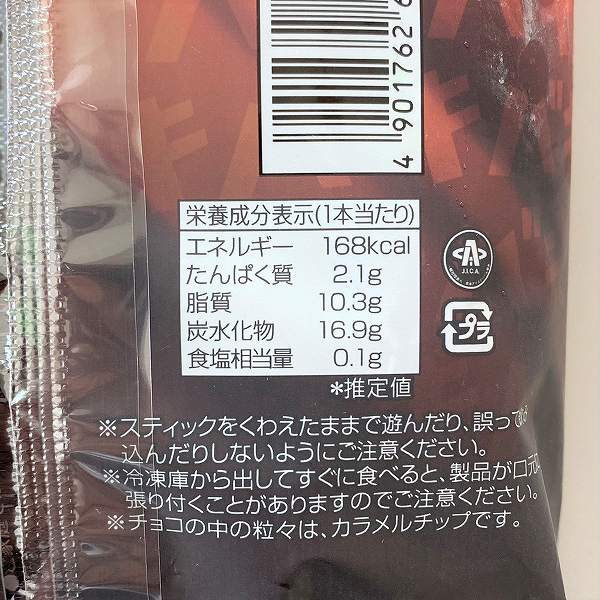 4 901762 6
栄養成分表示(1本当たり)
エネルギー 168kcal
たんぱく質 2.1g
脂質 10.3g
炭水化物 16.9g
食塩相当量 0.1g
*推定値
J.I.C.A.
プラ
※スティックをくわえたままで遊んだり、誤って
込んだりしないようにご注意ください。
※冷凍庫から出してすぐに食べると、製品が口元に
張り付くことがありますのでご注意ください。
※チョコの中の粒々は、カラメルチップです。